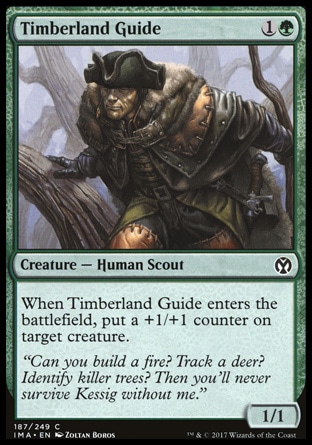 Timberland Guide 1
Creature — Human Scout
When Timberland Guide enters the
battlefield, put a +1/+1 counter on
target creature.
“Can you build a fire? Track a deer?
Identify killer trees? Then you’ll never
survive Kessig without me.”
1/1
187/249 C
IMA • EN Zoltan Boros
™ & © 2017 Wizards of the Coast